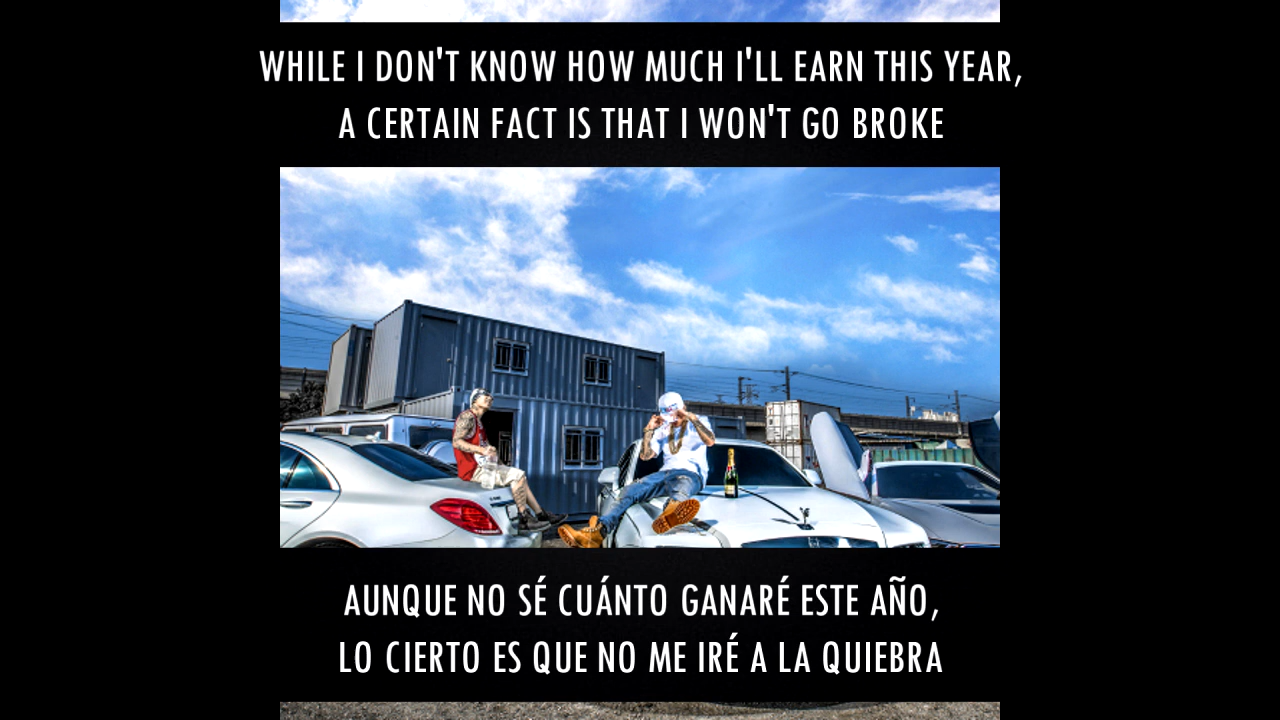 WHILE I DON'T KNOW HOW MUCH I'LL EARN THIS YEAR,
A CERTAIN FACT IS THAT I WON'T GO BROKE
AUNQUE NO SÉ CUÁNTO GANARÉ ESTE AÑO,
LO CIERTO ES QUE NO ME IRÉ A LA QUIEBRA